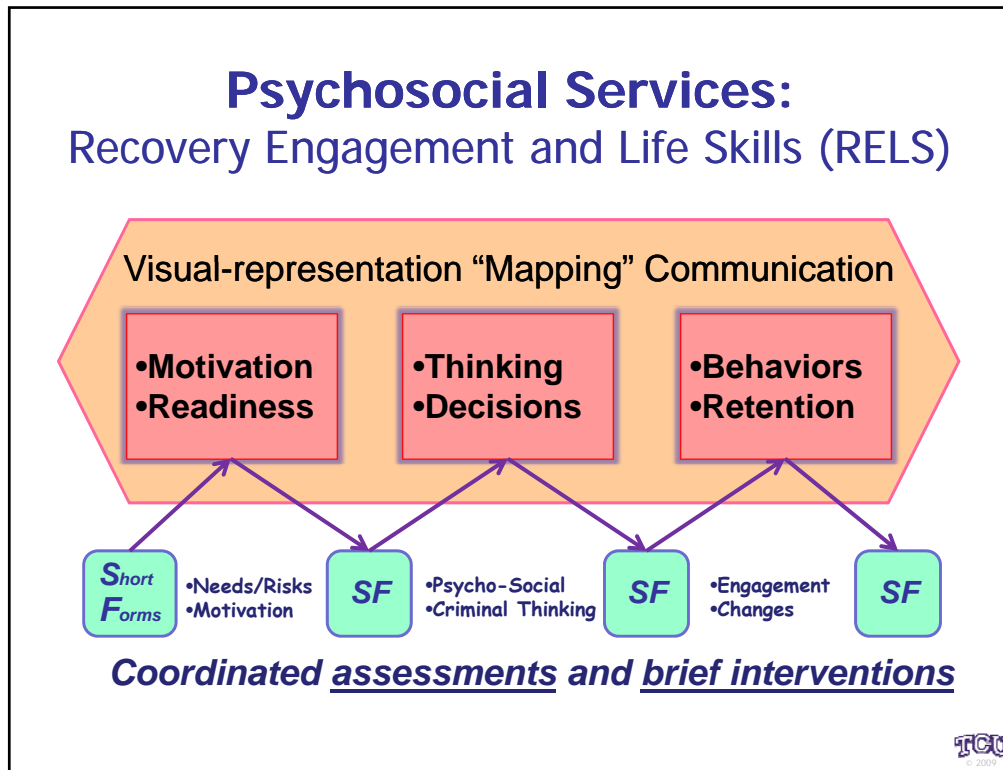 Psychosocial Services:
Recovery Engagement and Life Skills (RELS)
Visual-representation “Mapping” Communication
•Motivation
•Readiness
•Thinking
•Decisions
•Behaviors
•Retention
Short
Forms
•Needs/Risks
•Motivation
SF
•Psycho-Social
•Criminal Thinking
SF
•Engagement
•Changes
SF
Coordinated assessments and brief interventions
TCU
© 2009